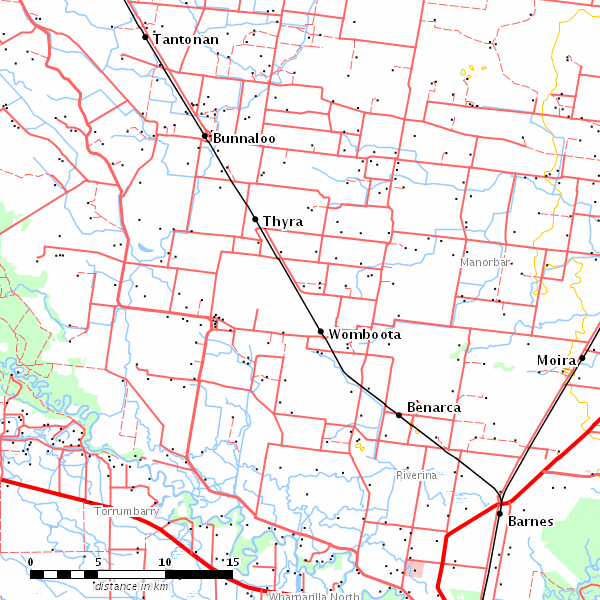 Tantonan
Bunnaloo
Thyra
Manorbar
Womboota
Moira
Benarca
Riverina
Torrumbarry
Barnes
0 5 10 15
distance in km
Wharparilla North